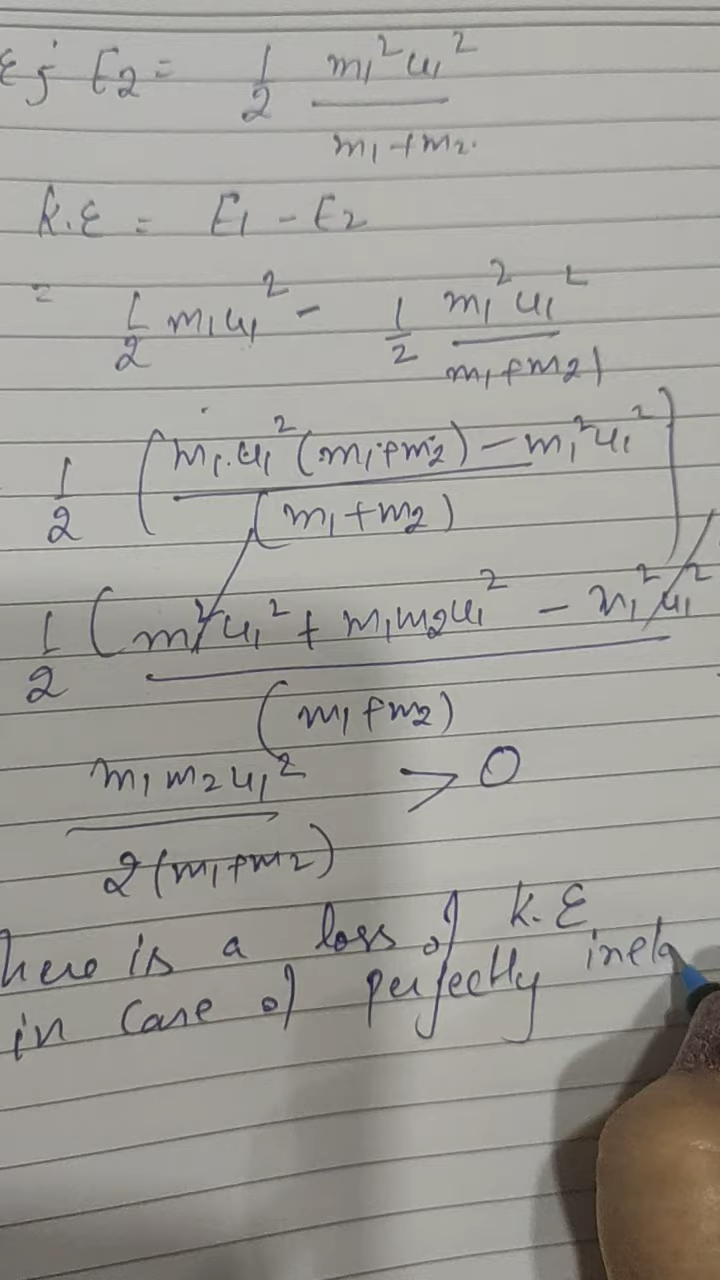 E2 = 1/2 m1²u1² / m1+m2.
K.E = E1 - E2
= 1/2 m1u1² - 1/2 m1²u1² / m1+m2)
1/2 (m1.u1²(m1+m2) - m1²u1² / (m1+m2))
1/2 (m1²u1² + m1m2u1² - m1²u1² / (m1+m2)
m1m2u1² / 2(m1+m2) > 0
here is a loss of K.E
in case of perfectly inela